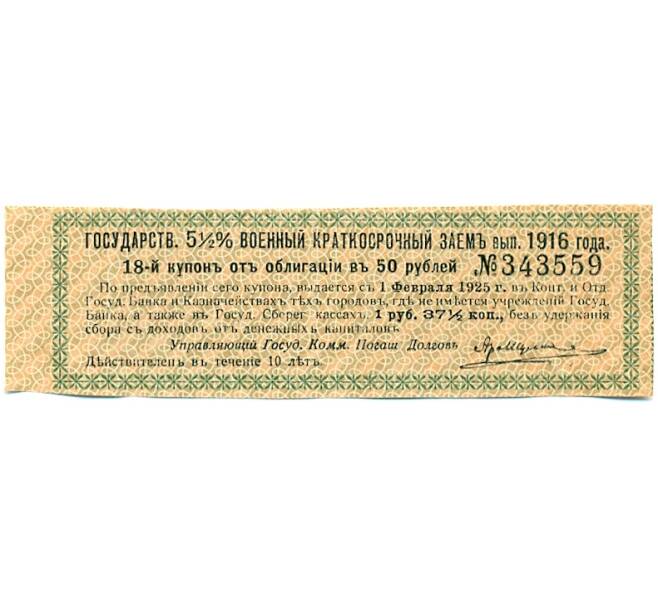 ГОСУДАРСТВ. 5½% ВОЕННЫЙ КРАТКОСРОЧНЫЙ ЗАЕМЪ вып. 1916 года.
18-й купонъ отъ облигаціи въ 50 рублей №343559
По предъявленіи сего купона, выдается съ 1 Февраля 1925 г. въ Конт. и Отд
Госуд. Банка и Казначействахъ тѣхъ городовъ, гдѣ не имѣется учрежденій Госуд.
Банка, а также въ Госуд. Сберег кассахъ, 1 руб. 37½ коп., безъ удержанія
сбора съ доходовъ отъ денежныхъ капиталовъ
Управляющій Госуд. Комм. Погаш Долговъ
Дѣйствителенъ въ теченіе 10 лѣтъ.